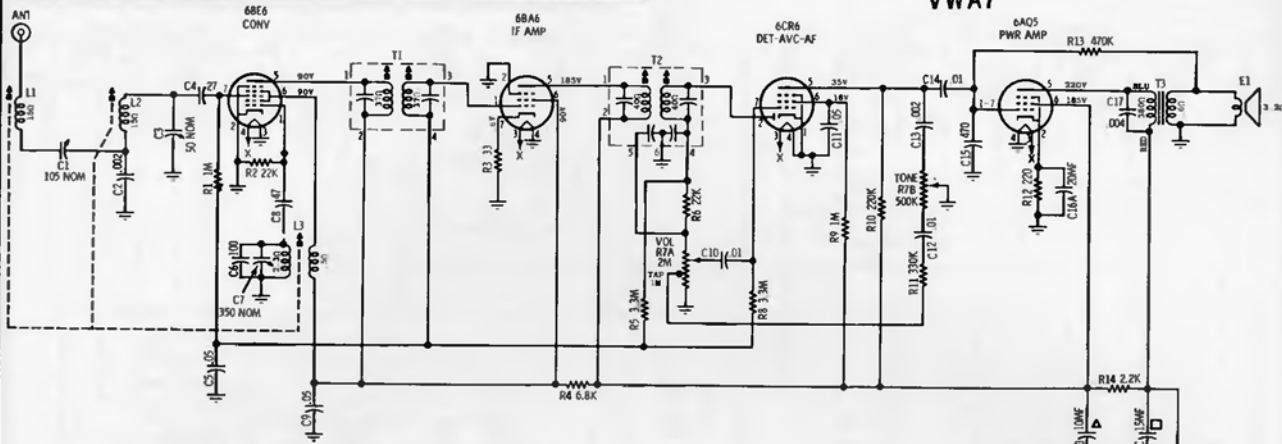 VWA7
ANT
6BE6
CONV
6BA6
IF AMP
6CR6
DET-AVC-AF
6AQ5
PWR AMP
R13 470K
L1
L2
C4 27
90V
90V
T1
185V
90V
T2
35V
18V
C14 .01
220V
185V
BLU
T3
E1
RED
C17
.004
C1
105 NOM
C2 .002
C3
50 NOM
R1 1M
R2 22K
C8 47
L3
C6 100
C7
350 NOM
R3 33
R6 22K
VOL
R7A
2M
TAP
1M
C10 .01
R5 3.3M
R8 3.3M
C11 .05
R9 1M
R10 220K
C13 .002
TONE
R7B
500K
C12 .01
R11 330K
C15 470
R12 220
C16A 20MF
C5 .05
C9 .05
R4 6.8K
R14 2.2K
10MF
15MF